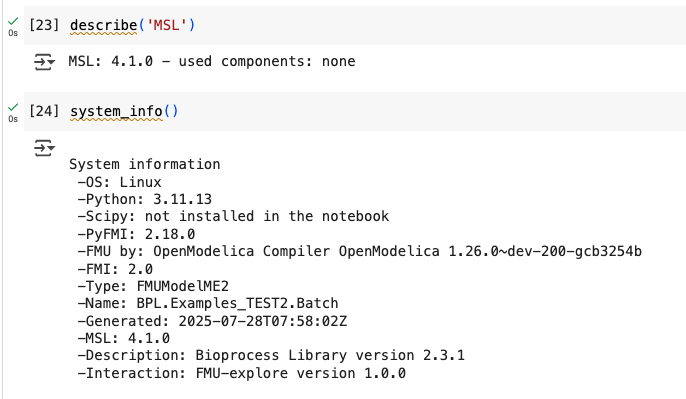 [23] describe('MSL')
0s
MSL: 4.1.0 – used components: none
[24] system_info()
0s
System information
–OS: Linux
–Python: 3.11.13
–Scipy: not installed in the notebook
–PyFMI: 2.18.0
–FMU by: OpenModelica Compiler OpenModelica 1.26.0~dev-200-gcb3254b
–FMI: 2.0
–Type: FMUModelME2
–Name: BPL.Examples_TEST2.Batch
–Generated: 2025-07-28T07:58:02Z
–MSL: 4.1.0
–Description: Bioprocess Library version 2.3.1
–Interaction: FMU-explore version 1.0.0